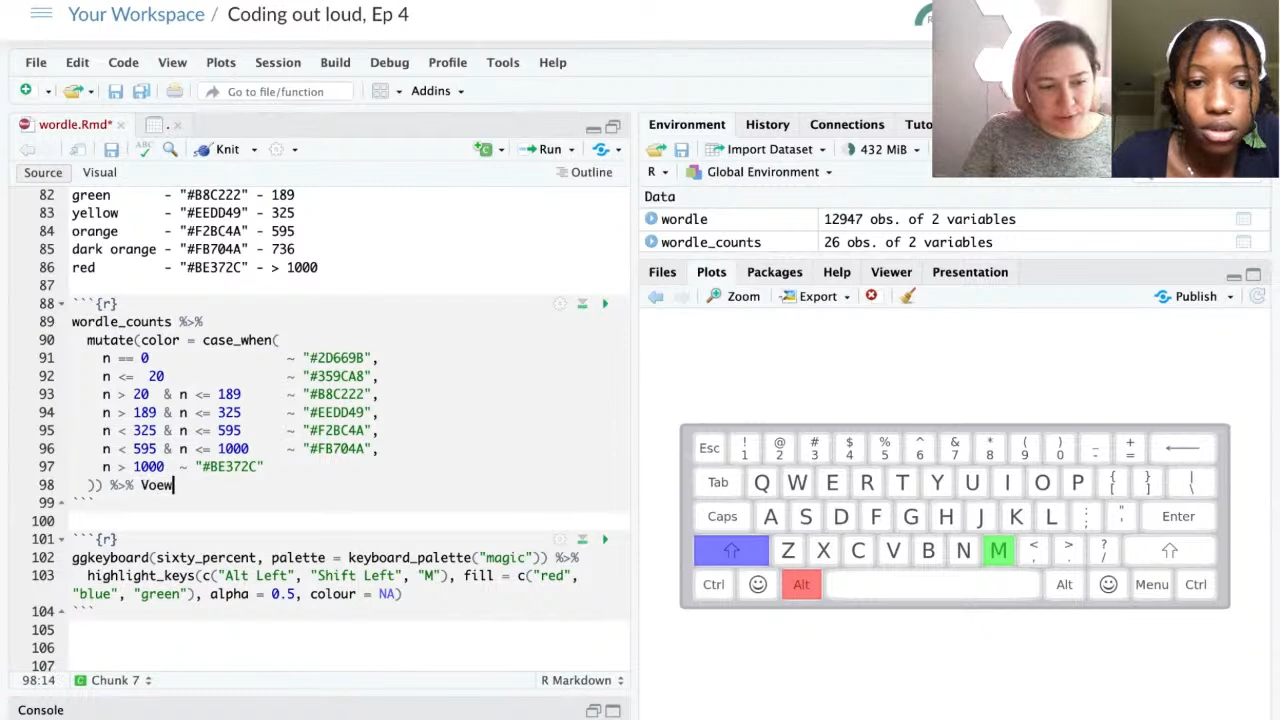 Your Workspace / Coding out loud, Ep 4
File Edit Code View Plots Session Build Debug Profile Tools Help
Go to file/function Addins
wordle.Rmd* .
ABC Knit Run
Source Visual Outline
82 green - "#B8C222" - 189
83 yellow - "#EEDD49" - 325
84 orange - "#F2BC4A" - 595
85 dark orange - "#FB704A" - 736
86 red - "#BE372C" - > 1000
87
88 ```{r}
89 wordle_counts %>%
90 mutate(color = case_when(
91 n == 0 ~ "#2D669B",
92 n <= 20 ~ "#359CA8",
93 n > 20 & n <= 189 ~ "#B8C222",
94 n > 189 & n <= 325 ~ "#EEDD49",
95 n < 325 & n <= 595 ~ "#F2BC4A",
96 n < 595 & n <= 1000 ~ "#FB704A",
97 n > 1000 ~ "#BE372C"
98 )) %>% Voew
99 ```
100
101 ```{r}
102 ggkeyboard(sixty_percent, palette = keyboard_palette("magic")) %>%
103 highlight_keys(c("Alt Left", "Shift Left", "M"), fill = c("red",
"blue", "green"), alpha = 0.5, colour = NA)
104 ```
105
106
107
98:14 Chunk 7 R Markdown
Console
Environment History Connections Tuto
Import Dataset 432 MiB
R Global Environment
Data
wordle 12947 obs. of 2 variables
wordle_counts 26 obs. of 2 variables
Files Plots Packages Help Viewer Presentation
Zoom Export Publish
Esc ! 1 @ 2 # 3 $ 4 % 5 ^ 6 & 7 * 8 ( 9 ) 0 _ - + =
Tab Q W E R T Y U I O P { [ } ] | \
Caps A S D F G H J K L : ; " ' Enter
Z X C V B N M < , > . ? /
Ctrl Alt Alt Menu Ctrl